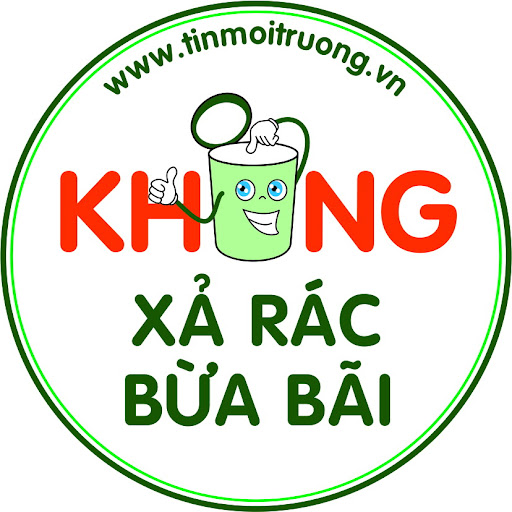 www.tinmoitruong.vn
KHÔNG
XẢ RÁC
BỪA BÃI